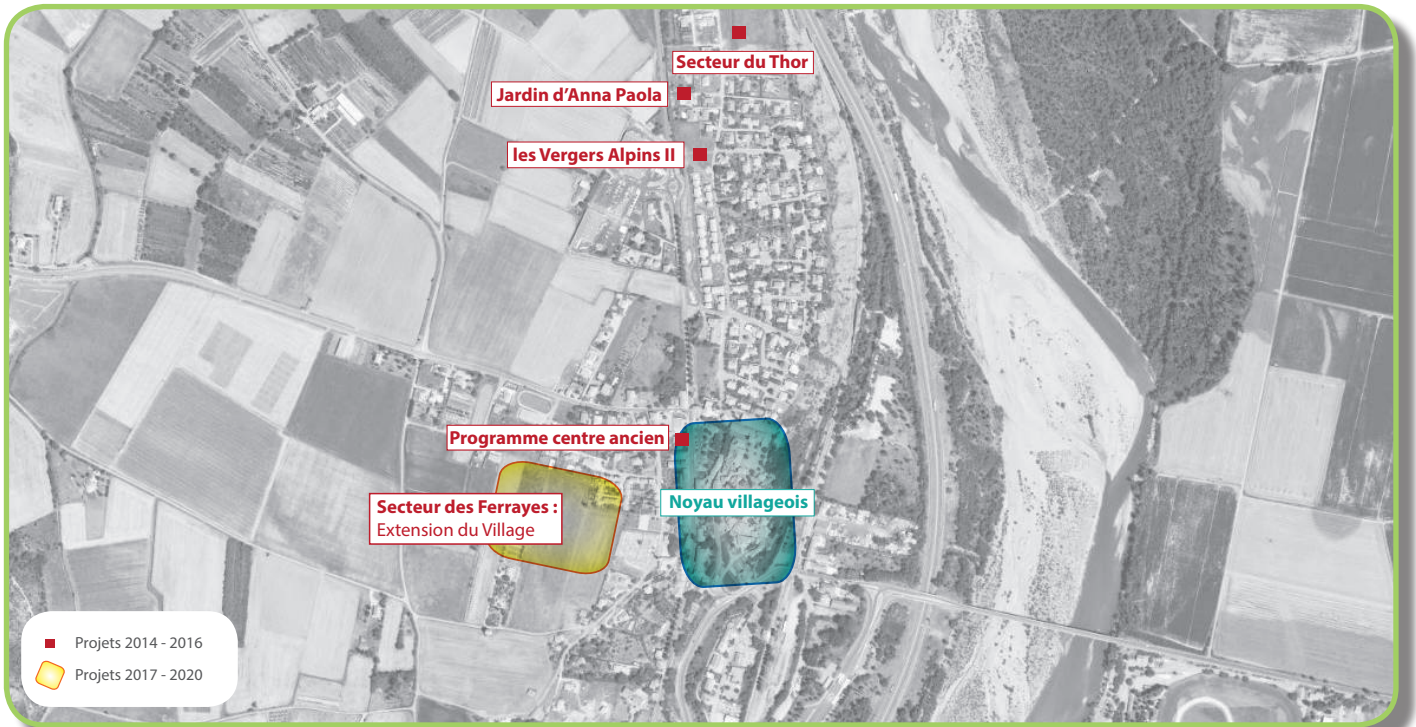 Secteur du Thor
Jardin d’Anna Paola
les Vergers Alpins II
Programme centre ancien
Noyau villageois
Secteur des Ferrayes :
Extension du Village
Projets 2014 - 2016
Projets 2017 - 2020